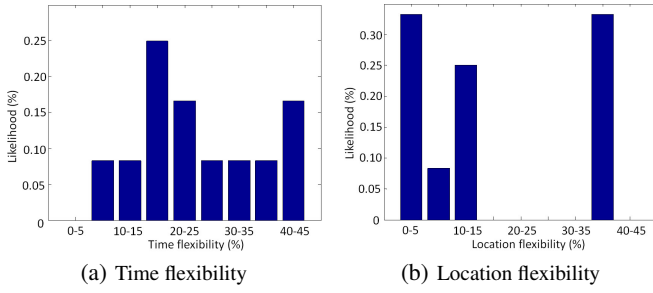 0.25
0.20
0.15
0.10
0.05
0
Likelihood (%)
0-5 10-15 20-25 30-35 40-45
Time flexibility (%)
(a) Time flexibility
0.30
0.25
0.20
0.15
0.10
0.05
0
Likelihood (%)
0-5 10-15 20-25 30-35 40-45
Location flexibility (%)
(b) Location flexibility